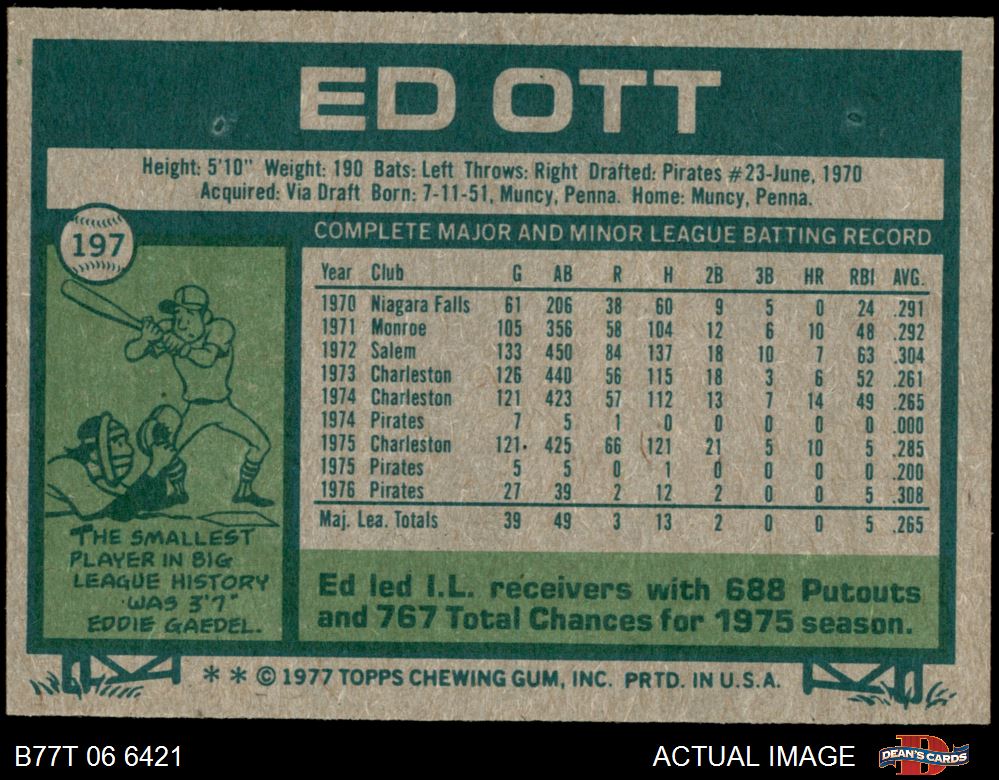 ED OTT
Height: 5'10" Weight: 190 Bats: Left Throws: Right Drafted: Pirates #23-June, 1970
Acquired: Via Draft Born: 7-11-51, Muncy, Penna. Home: Muncy, Penna.
197
COMPLETE MAJOR AND MINOR LEAGUE BATTING RECORD
Year Club G AB R H 2B 3B HR RBI AVG.
1970 Niagara Falls 61 206 38 60 9 5 0 24 .291
1971 Monroe 105 356 58 104 12 6 10 48 .292
1972 Salem 133 450 84 137 18 10 7 63 .304
1973 Charleston 126 440 56 115 18 3 6 52 .261
1974 Charleston 121 423 57 112 13 7 14 49 .265
1974 Pirates 7 5 1 0 0 0 0 0 .000
1975 Charleston 121 425 66 121 21 5 10 5 .285
1975 Pirates 5 5 0 1 0 0 0 0 .200
1976 Pirates 27 39 2 12 2 0 0 5 .308
Maj. Lea. Totals 39 49 3 13 2 0 0 5 .265
THE SMALLEST
PLAYER IN BIG
LEAGUE HISTORY
WAS 3'7"
EDDIE GAEDEL.
Ed led I.L. receivers with 688 Putouts
and 767 Total Chances for 1975 season.
** © 1977 TOPPS CHEWING GUM, INC. PRTD. IN U.S.A.
B77T 06 6421
ACTUAL IMAGE
DEAN'S CARDS